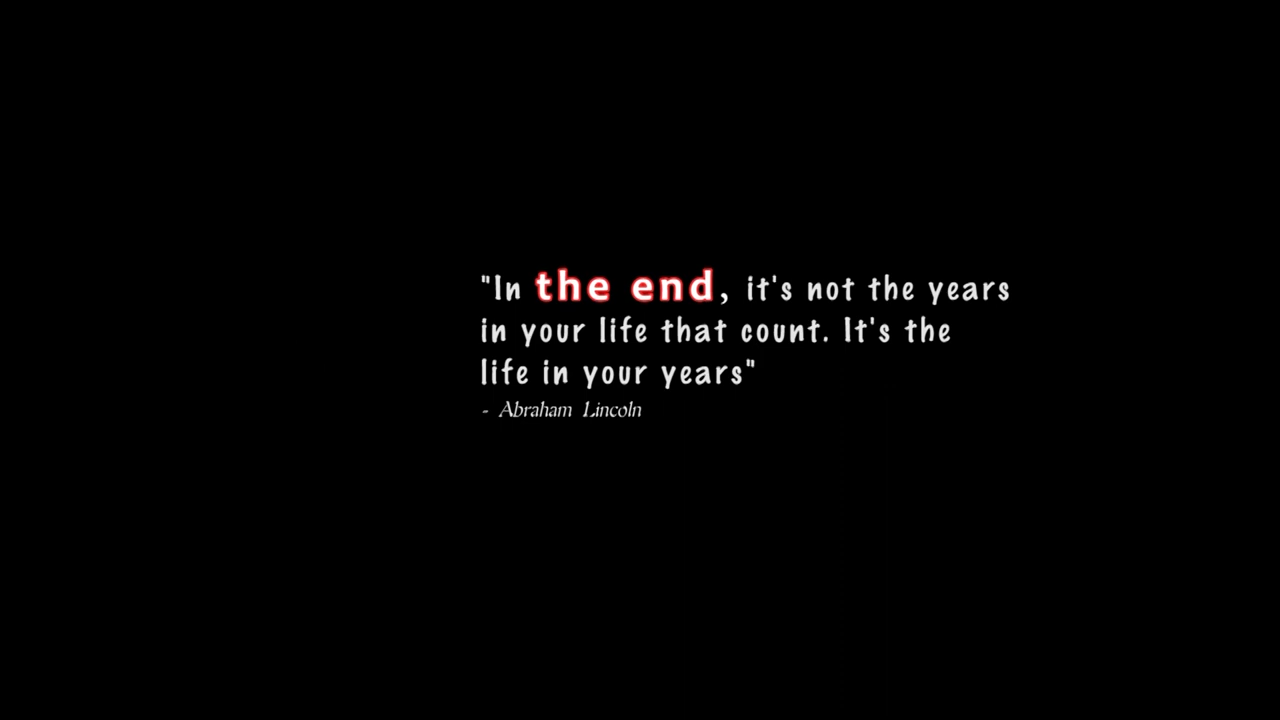 "In the end, it's not the years
in your life that count. It's the
life in your years"
- Abraham Lincoln